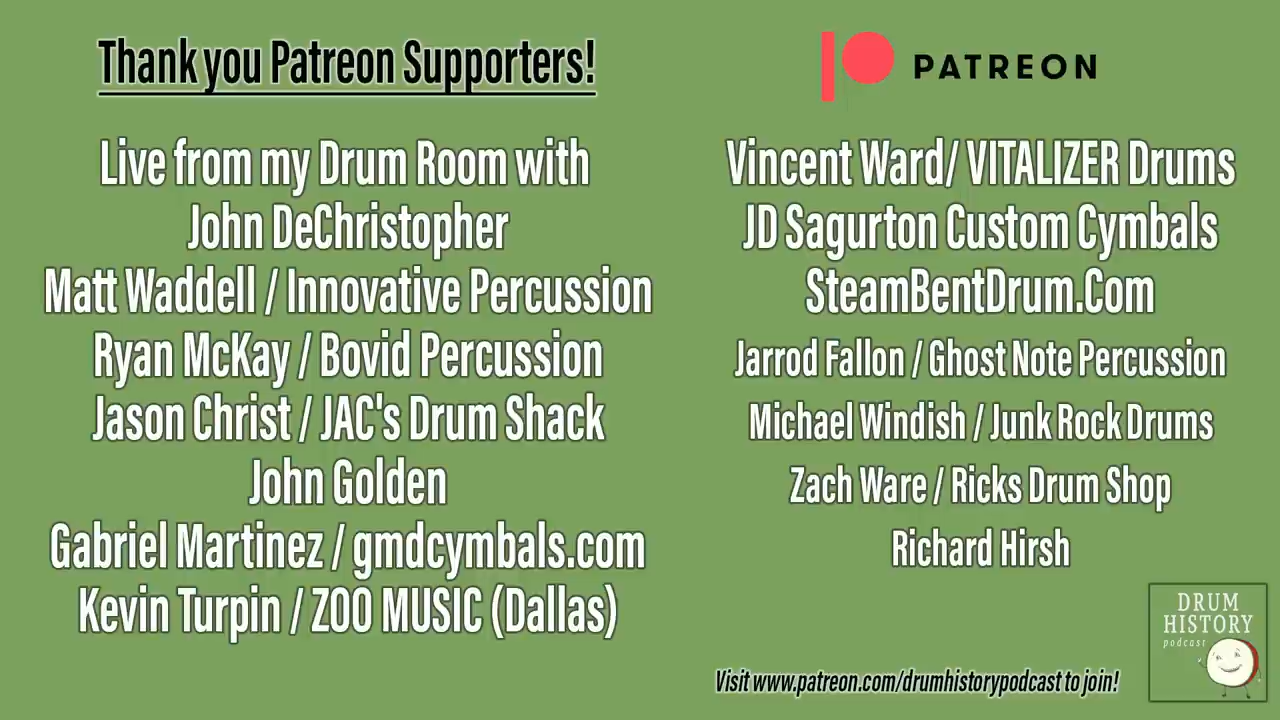 Thank you Patreon Supporters!
Live from my Drum Room with
John DeChristopher
Matt Waddell / Innovative Percussion
Ryan McKay / Bovid Percussion
Jason Christ / JAC's Drum Shack
John Golden
Gabriel Martinez / gmdcymbals.com
Kevin Turpin / ZOO MUSIC (Dallas)
PATREON
Vincent Ward/ VITALIZER Drums
JD Sagurton Custom Cymbals
SteamBentDrum.Com
Jarrod Fallon / Ghost Note Percussion
Michael Windish / Junk Rock Drums
Zach Ware / Ricks Drum Shop
Richard Hirsh
DRUM
HISTORY
podcast
Visit www.patreon.com/drumhistorypodcast to join!